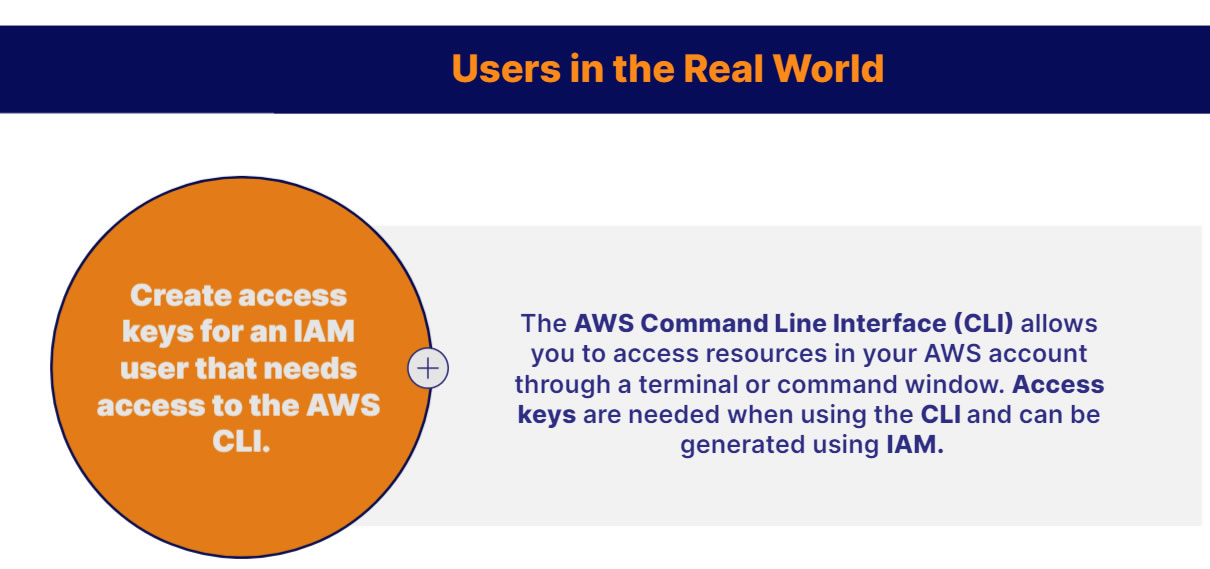 Users in the Real World
Create access
keys for an IAM
user that needs
access to the AWS
CLI.
The AWS Command Line Interface (CLI) allows
you to access resources in your AWS account
through a terminal or command window. Access
keys are needed when using the CLI and can be
generated using IAM.